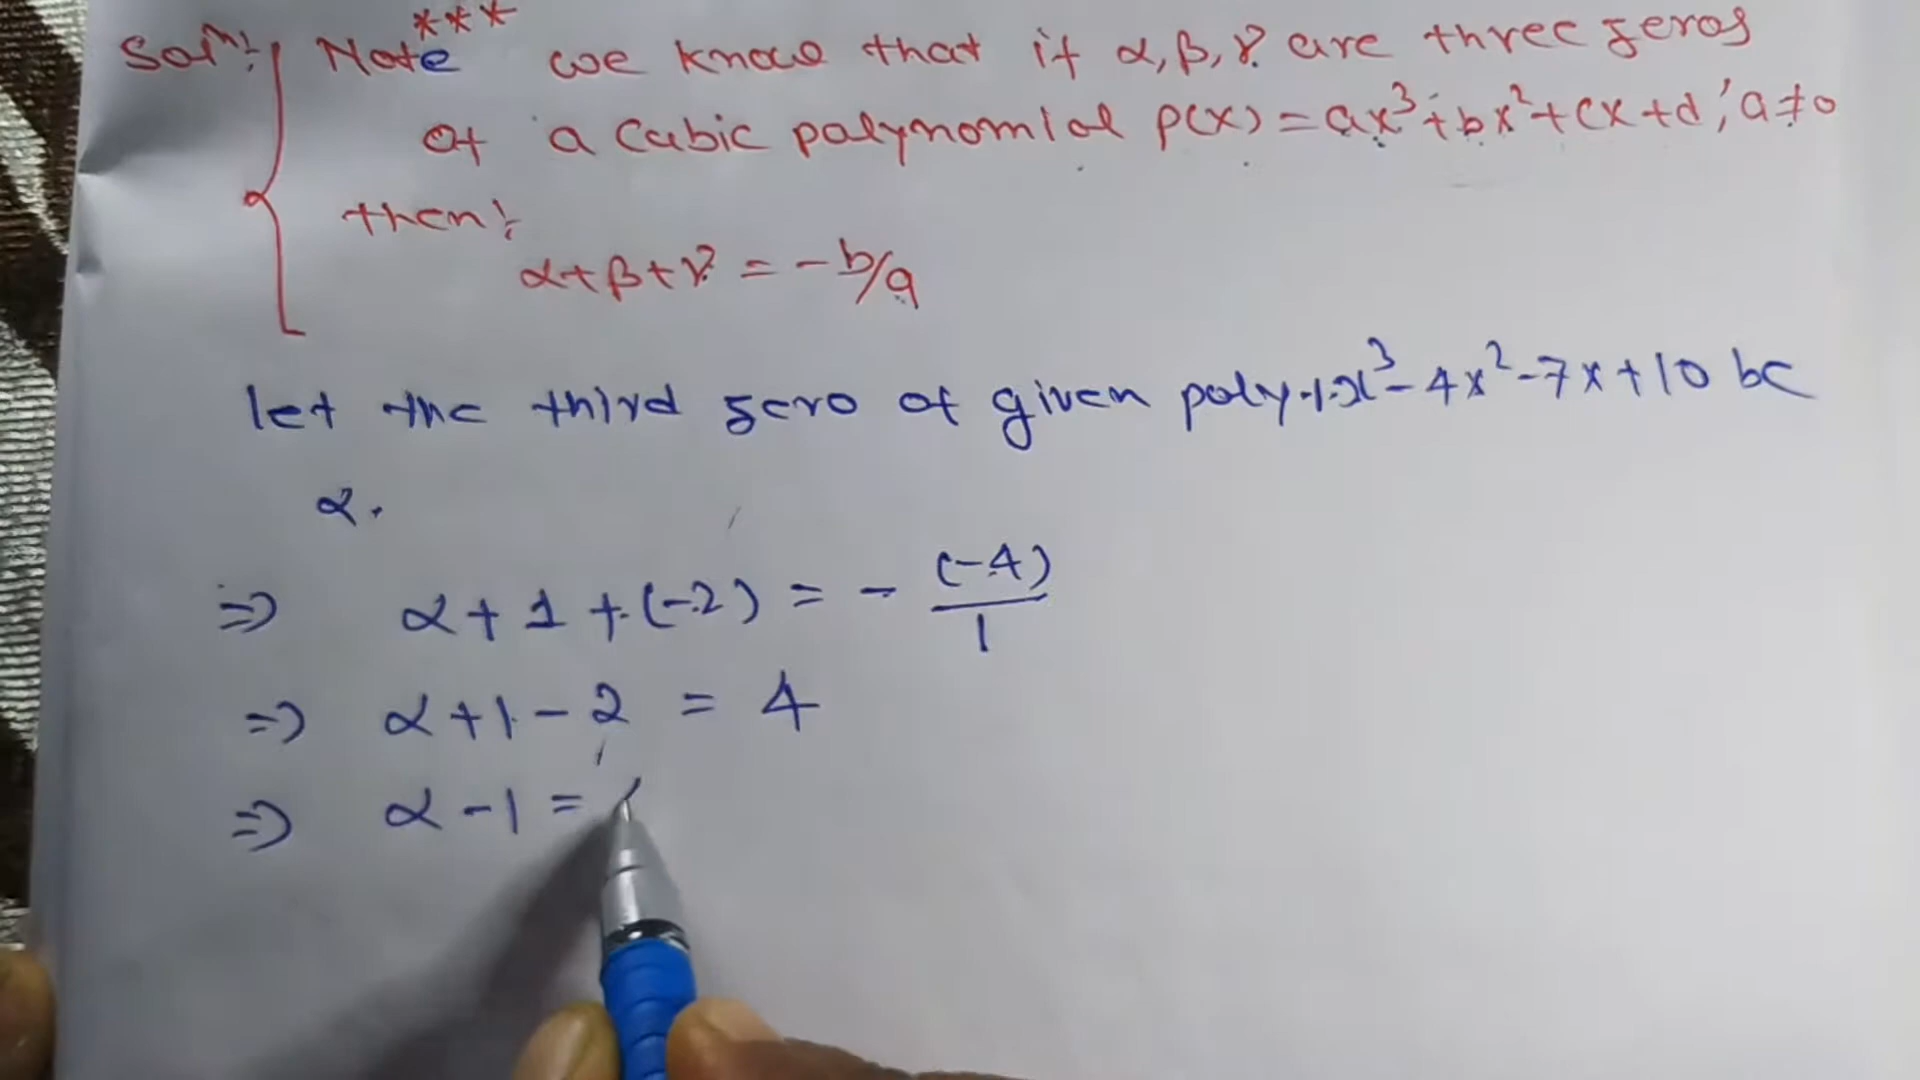 Solⁿ: Note*** we know that if α, β, γ are three zeros
of a cubic polynomial p(x) = ax³ + bx² + cx + d, a ≠ 0
then:
α + β + γ = -b/a
let the third zero of given poly. 1.x³ - 4x² - 7x + 10 be
α.
⇒ α + 1 + (-2) = - (-4)/1
⇒ α + 1 - 2 = 4
⇒ α - 1 =